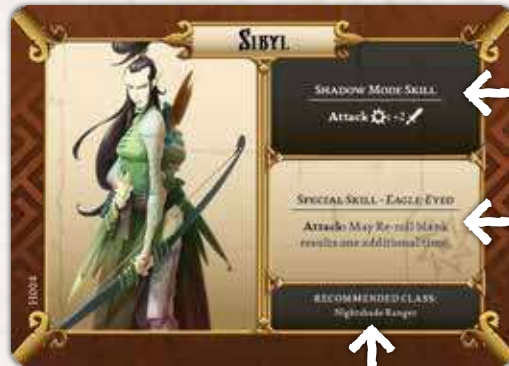 SIBYL
SHADOW MODE SKILL
Attack : +2
SPECIAL SKILL - EAGLE EYED
Attack: May Re-roll blank
results one additional time.
RECOMMENDED CLASS:
Nightshade Ranger
H004